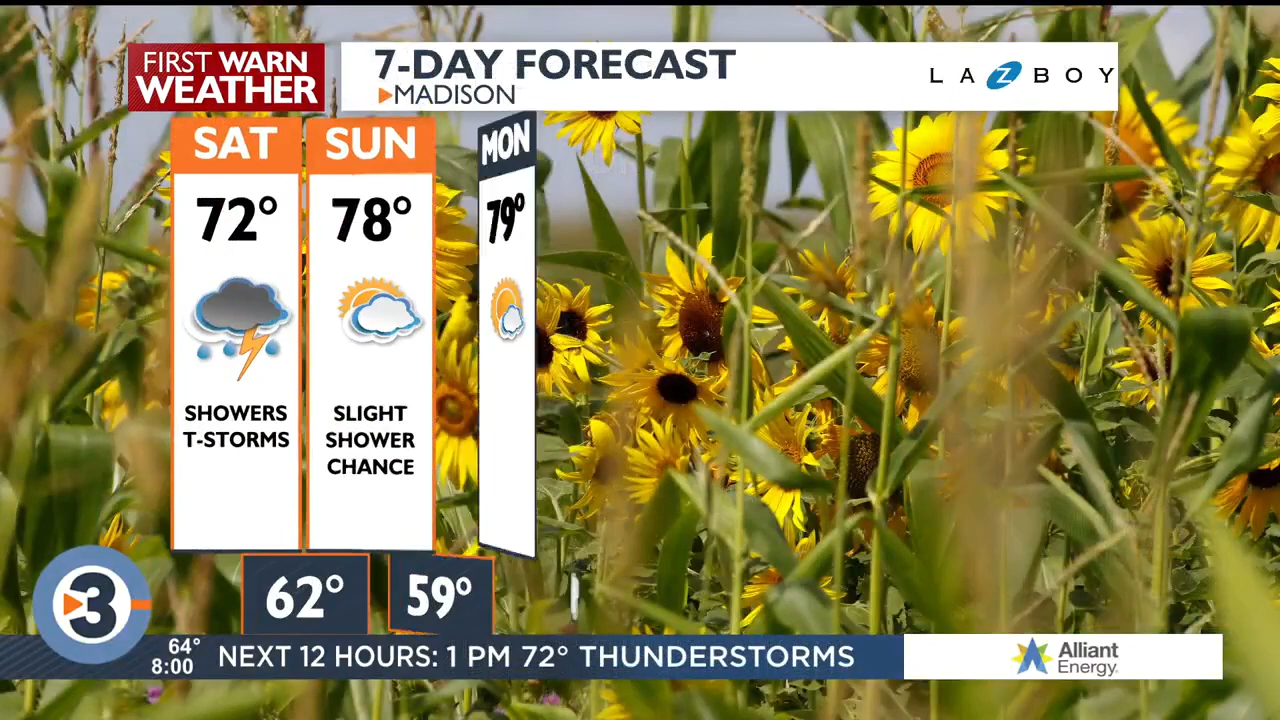 FIRST WARN
WEATHER
7-DAY FORECAST
MADISON
LA Z BOY
SAT
SUN
MON
72°
78°
79°
SHOWERS
T-STORMS
SLIGHT
SHOWER
CHANCE
62°
59°
3
64°
8:00
NEXT 12 HOURS: 1 PM 72° THUNDERSTORMS
Alliant
Energy